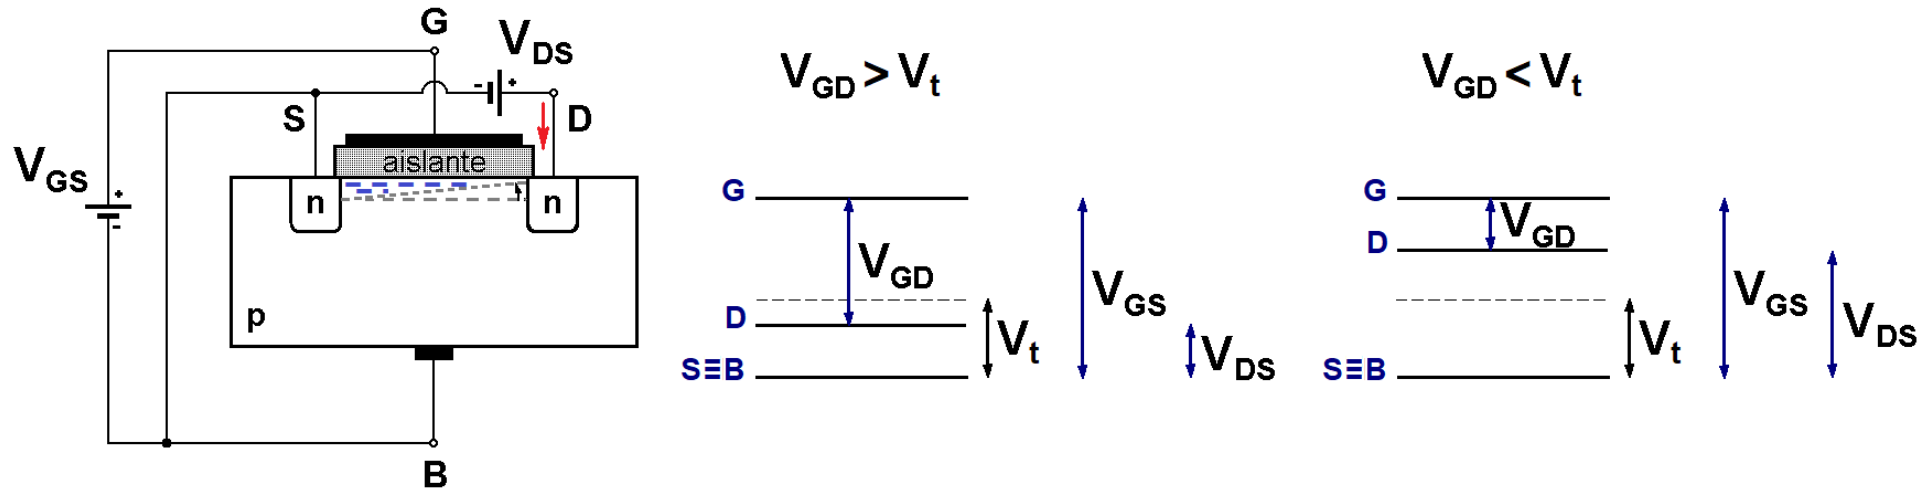 G
V_DS
- +
S
D
V_GS
aislante
+
-
n
n
p
B
V_GD > V_t
G
V_GD
V_GS
D
V_t
V_DS
S≡B
V_GD < V_t
G
V_GD
D
V_GS
V_DS
V_t
S≡B